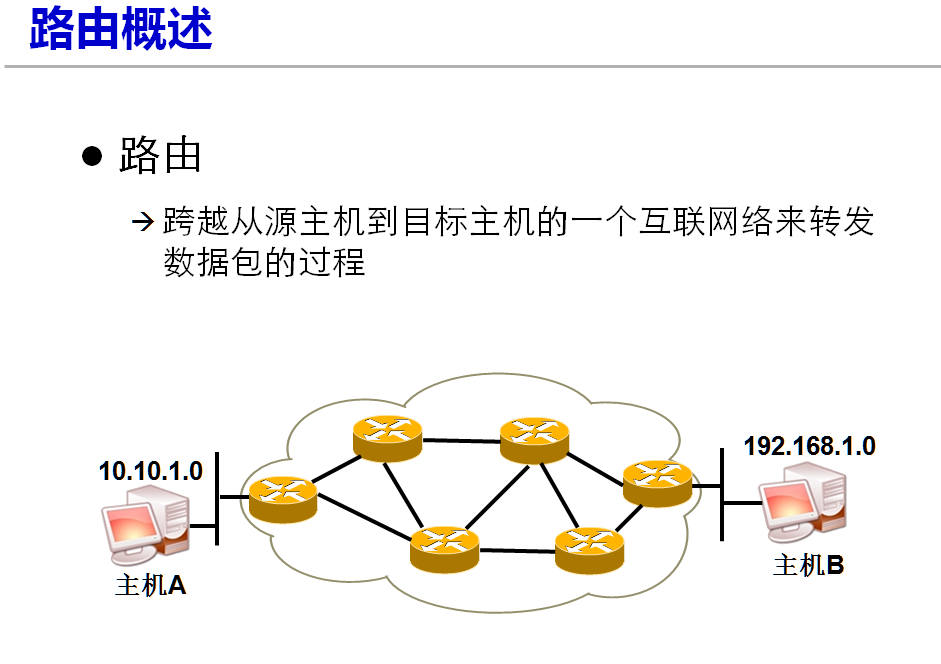 路由概述
路由
跨越从源主机到目标主机的一个互联网络来转发
数据包的过程
10.10.1.0
192.168.1.0
主机A
主机B